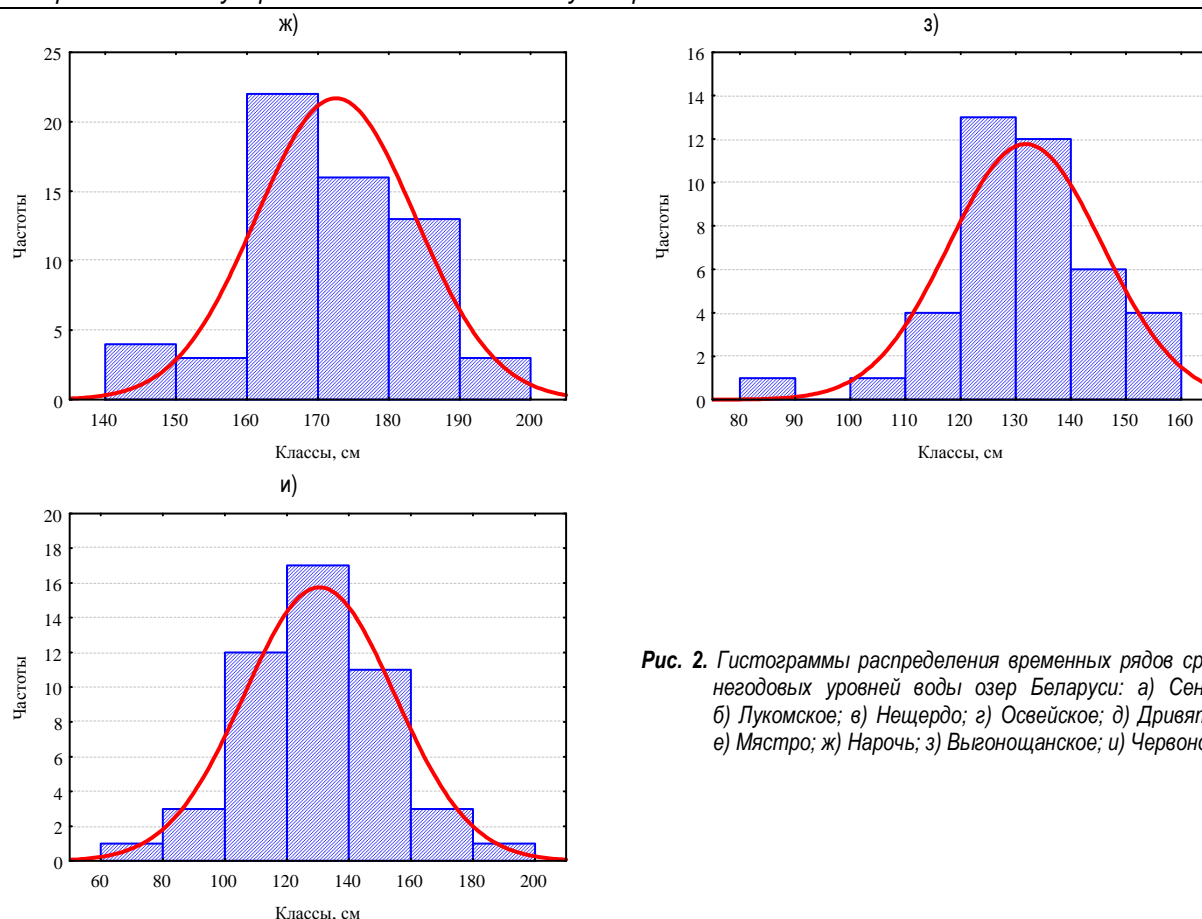 ж)
25
20
15
10
5
0
Частоты
140 150 160 170 180 190 200
Классы, см
з)
16
14
12
10
8
6
4
2
0
Частоты
80 90 100 110 120 130 140 150 160
Классы, см
и)
20
18
16
14
12
10
8
6
4
2
0
Частоты
60 80 100 120 140 160 180 200
Классы, см
Рис. 2. Гистограммы распределения временных рядов ср
негодовых уровней воды озер Беларуси: а) Сен
б) Лукомское; в) Нещердо; г) Освейское; д) Дривят
е) Мястро; ж) Нарочь; з) Выгонощанское; и) Червоно